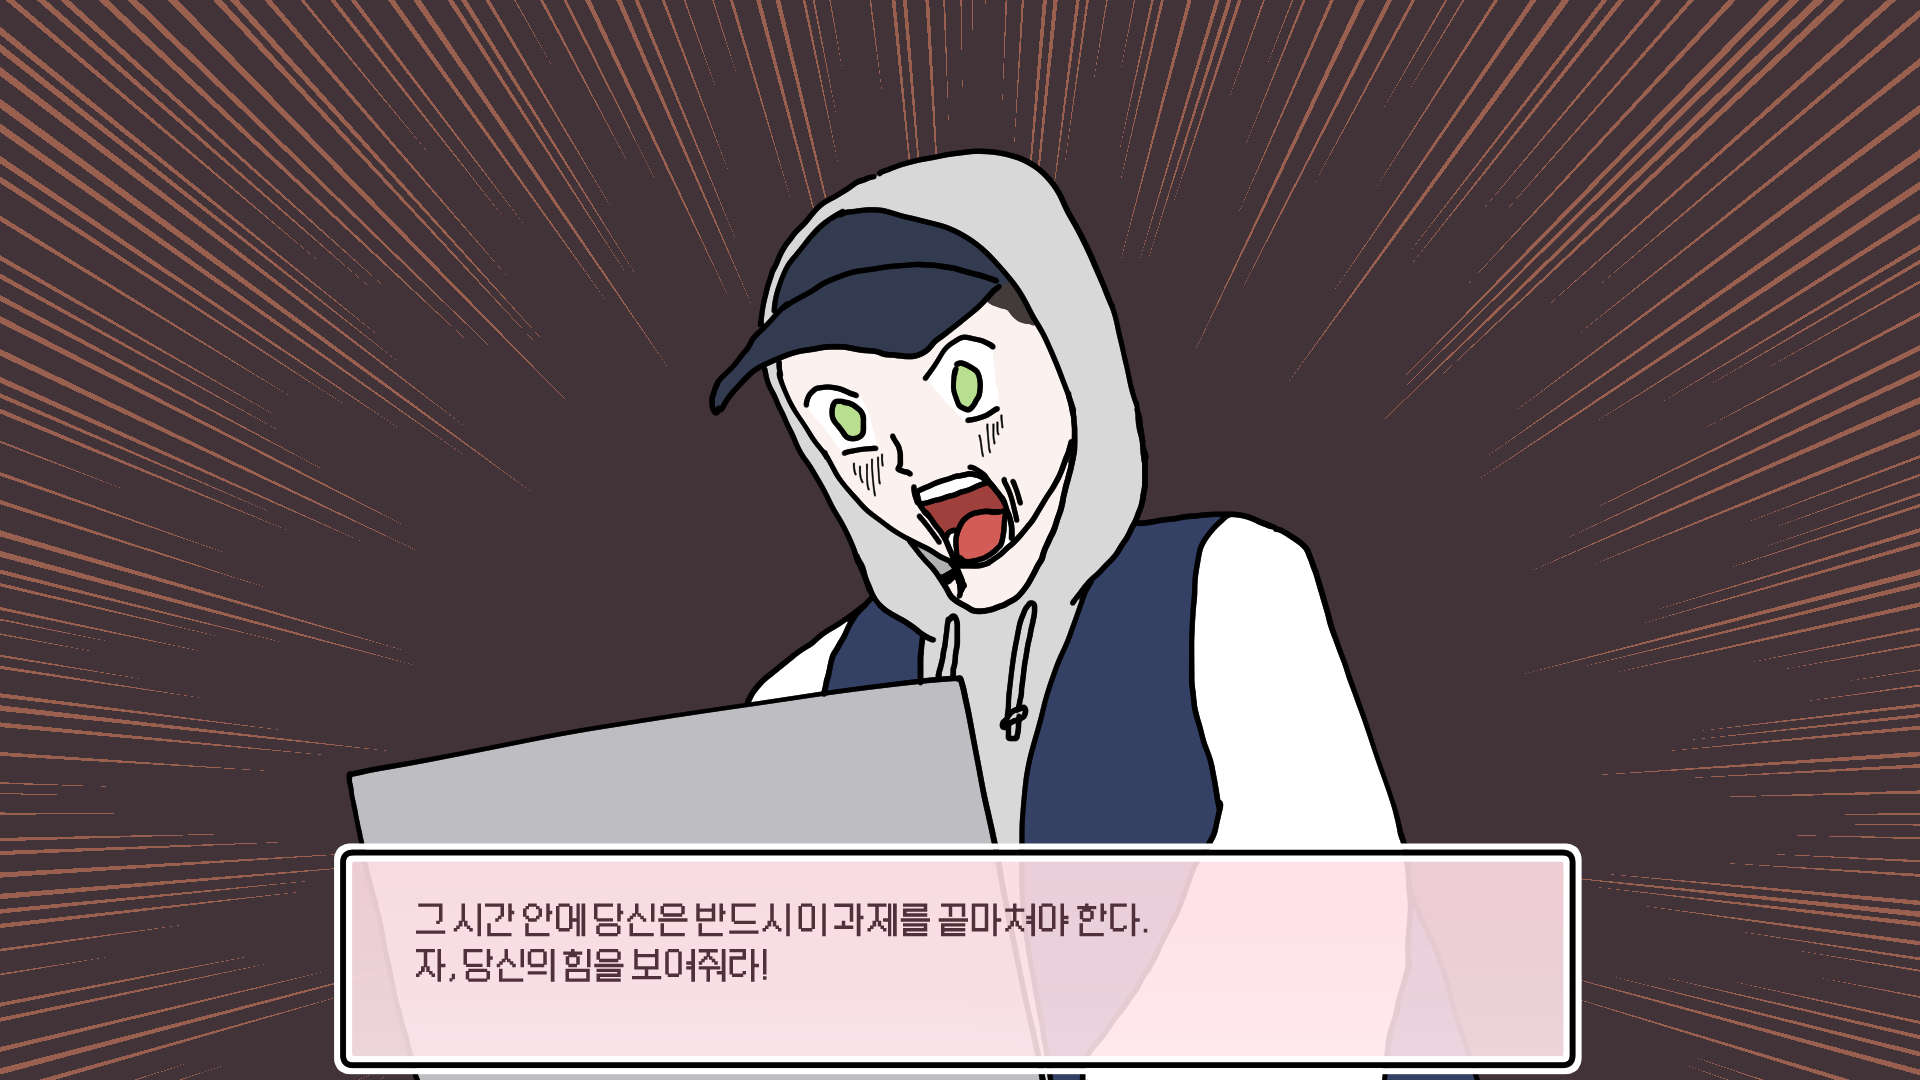 그 시간 안에 당신은 반드시 이 과제를 끝마쳐야 한다.
자, 당신의 힘을 보여줘라!